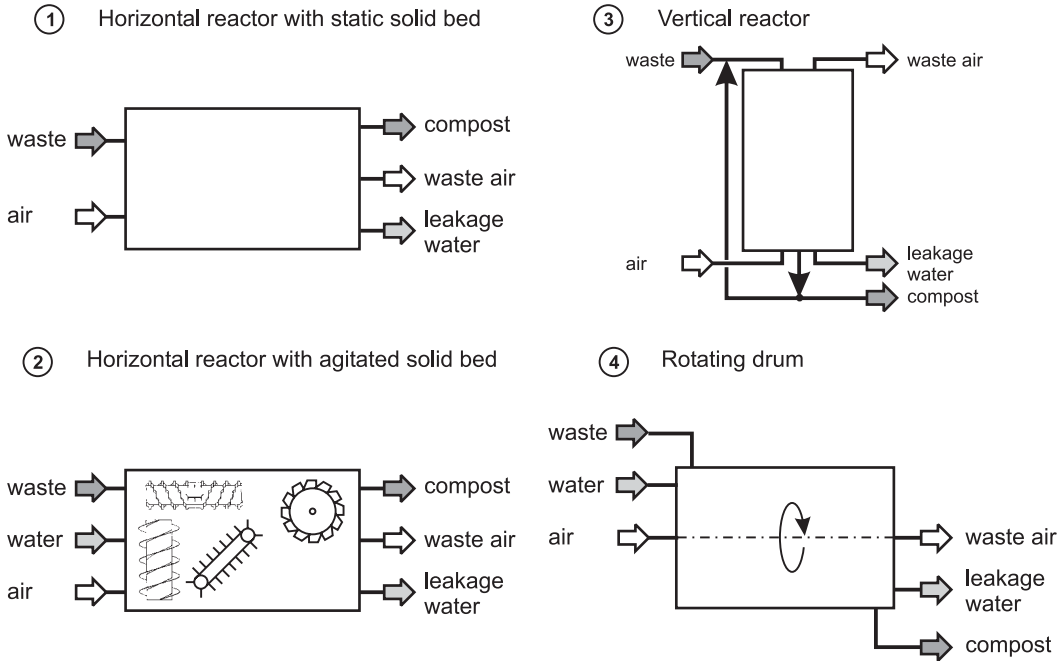 1 Horizontal reactor with static solid bed
waste
air
compost
waste air
leakage
water
3 Vertical reactor
waste
waste air
air
leakage
water
compost
2 Horizontal reactor with agitated solid bed
waste
water
air
compost
waste air
leakage
water
4 Rotating drum
waste
water
air
waste air
leakage
water
compost